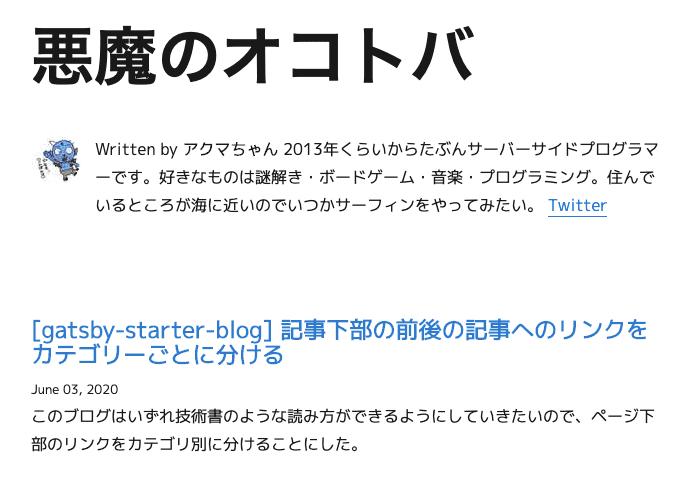 悪魔のオコトバ
Written by アクマちゃん 2013年くらいからたぶんサーバーサイドプログラマ
ーです。好きなものは謎解き・ボードゲーム・音楽・プログラミング。住んで
いるところが海に近いのでいつかサーフィンをやってみたい。 Twitter
[gatsby-starter-blog] 記事下部の前後の記事へのリンクを
カテゴリーごとに分ける
June 03, 2020
このブログはいずれ技術書のような読み方ができるようにしていきたいので、ページ下
部のリンクをカテゴリ別に分けることにした。